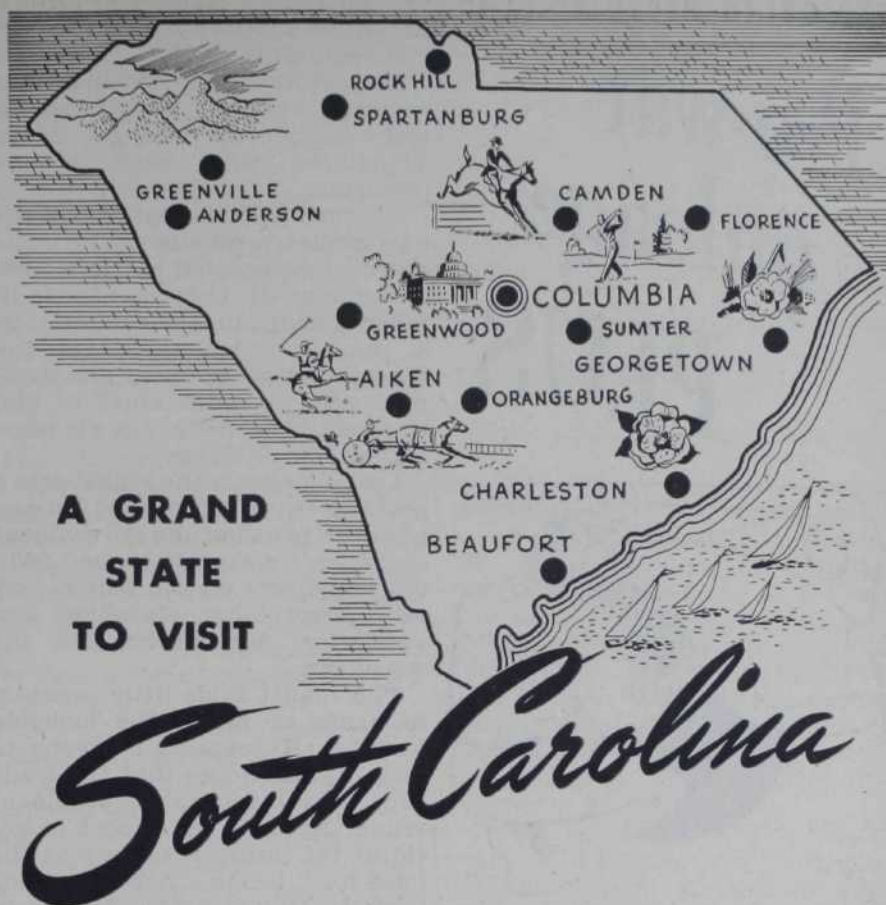 ROCK HILL
SPARTANBURG
GREENVILLE
ANDERSON
CAMDEN
FLORENCE
COLUMBIA
GREENWOOD
SUMTER
GEORGETOWN
AIKEN
ORANGEBURG
CHARLESTON
BEAUFORT
A GRAND
STATE
TO VISIT
South Carolina